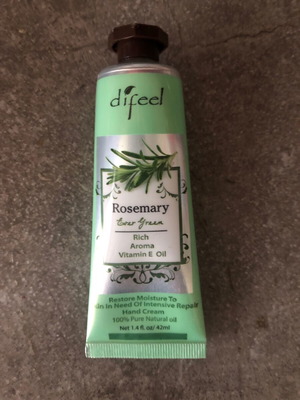 difeel
Rosemary
Ever Green
Rich
Aroma
Vitamin E Oil
Restore Moisture To
in In Need Of Intensive Repair
Hand Cream
100% Pure Natural oil
Net 1.4 fl. oz/ 42ml